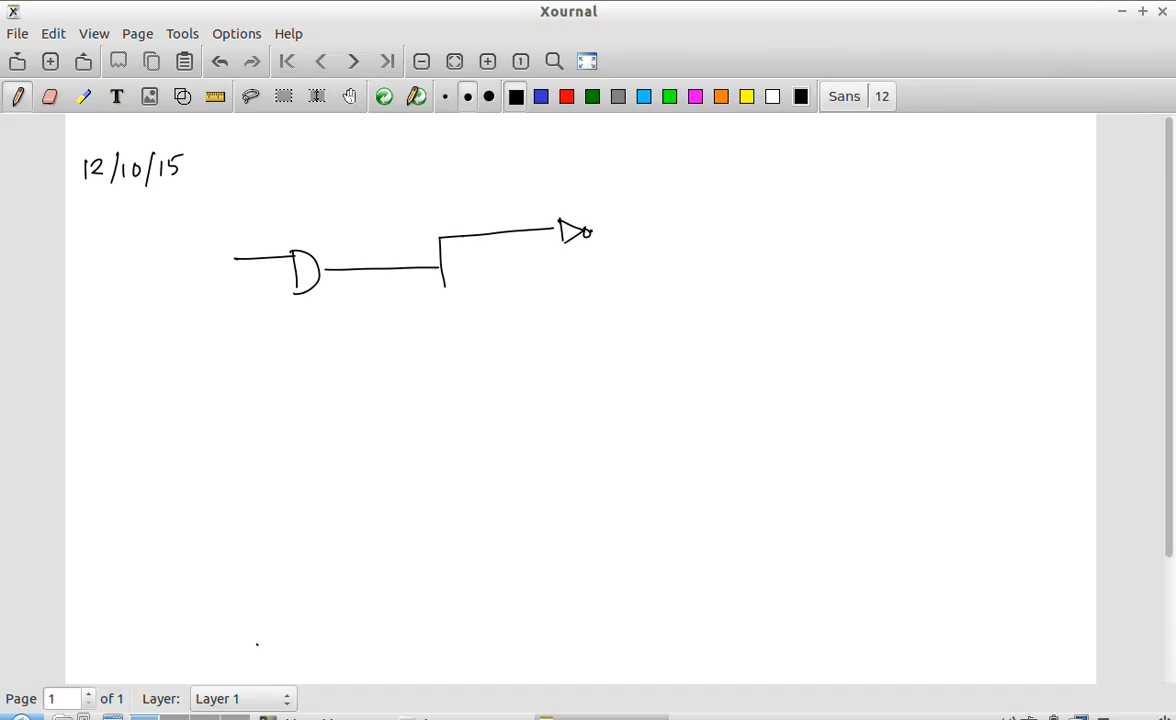 Xournal
File Edit View Page Tools Options Help
T Sans 12
12/10/15
Page 1 of 1 Layer: Layer 1